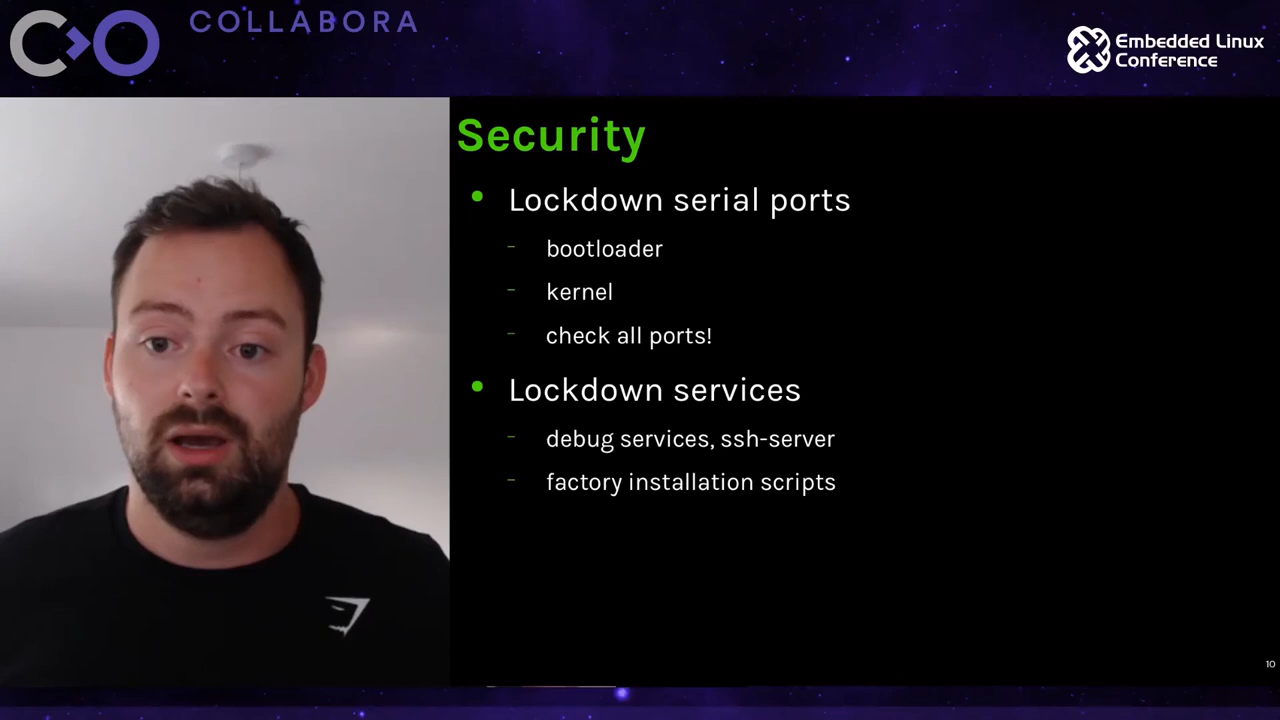 COLLABORA
Embedded Linux
Conference
Security
Lockdown serial ports
bootloader
kernel
check all ports!
Lockdown services
debug services, ssh-server
factory installation scripts
10